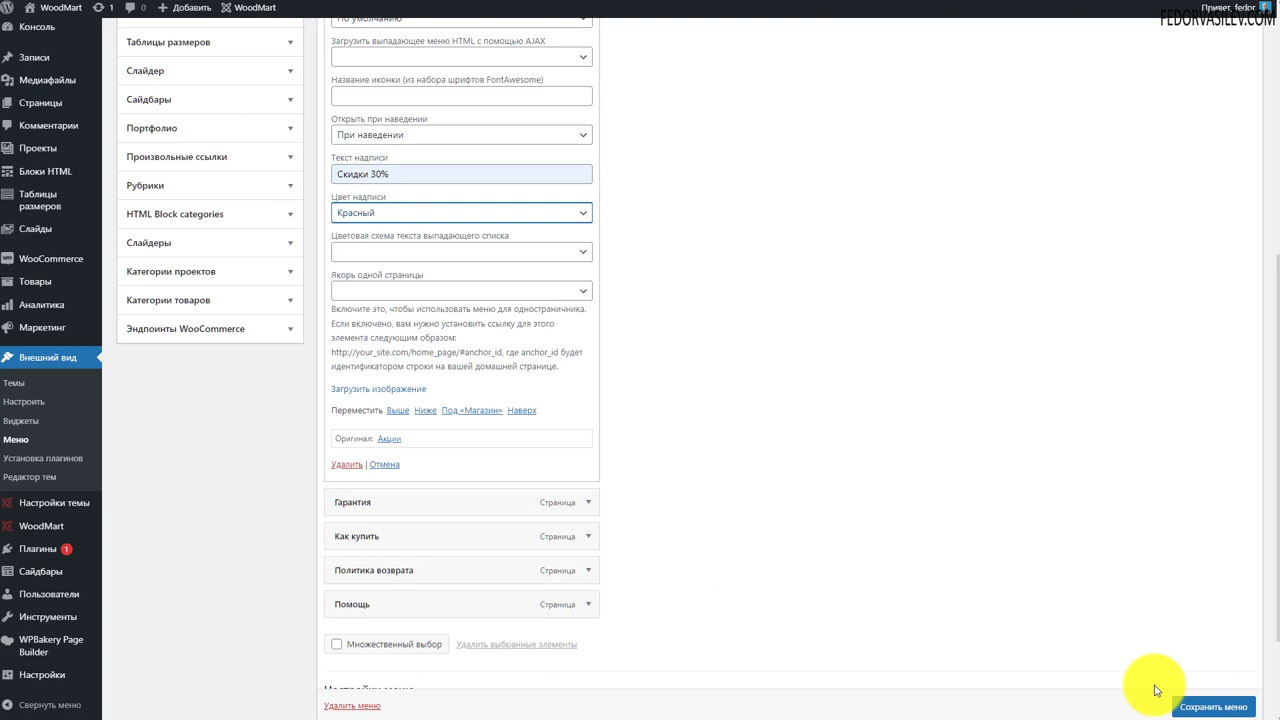 WoodMart 1 0 Добавить WoodMart
Привет, fedor
FEDORVASILEV.COM
Консоль
Записи
Медиафайлы
Страницы
Комментарии
Проекты
Блоки HTML
Таблицы
размеров
Слайды
WooCommerce
Товары
Аналитика
Маркетинг
Внешний вид
Темы
Настроить
Виджеты
Меню
Установка плагинов
Редактор тем
Настройки темы
WoodMart
Плагины 1
Сайдбары
Пользователи
Инструменты
WPBakery Page
Builder
Настройки
Свернуть меню
Таблицы размеров
Слайдер
Сайдбары
Портфолио
Произвольные ссылки
Рубрики
HTML Block categories
Слайдеры
Категории проектов
Категории товаров
Эндпоинты WooCommerce
По умолчанию
Загрузить выпадающее меню HTML с помощью AJAX
Название иконки (из набора шрифтов FontAwesome)
Открыть при наведении
При наведении
Текст надписи
Скидки 30%
Цвет надписи
Красный
Цветовая схема текста выпадающего списка
Якорь одной страницы
Включите это, чтобы использовать меню для одностраничника.
Если включено, вам нужно установить ссылку для этого
элемента следующим образом:
http://your_site.com/home_page/#anchor_id, где anchor_id будет
идентификатором строки на вашей домашней странице.
Загрузить изображение
Переместить Выше Ниже Под «Магазин» Наверх
Оригинал: Акции
Удалить | Отмена
Гарантия Страница
Как купить Страница
Политика возврата Страница
Помощь Страница
Множественный выбор Удалить выбранные элементы
Настройки меню
Удалить меню
Сохранить меню